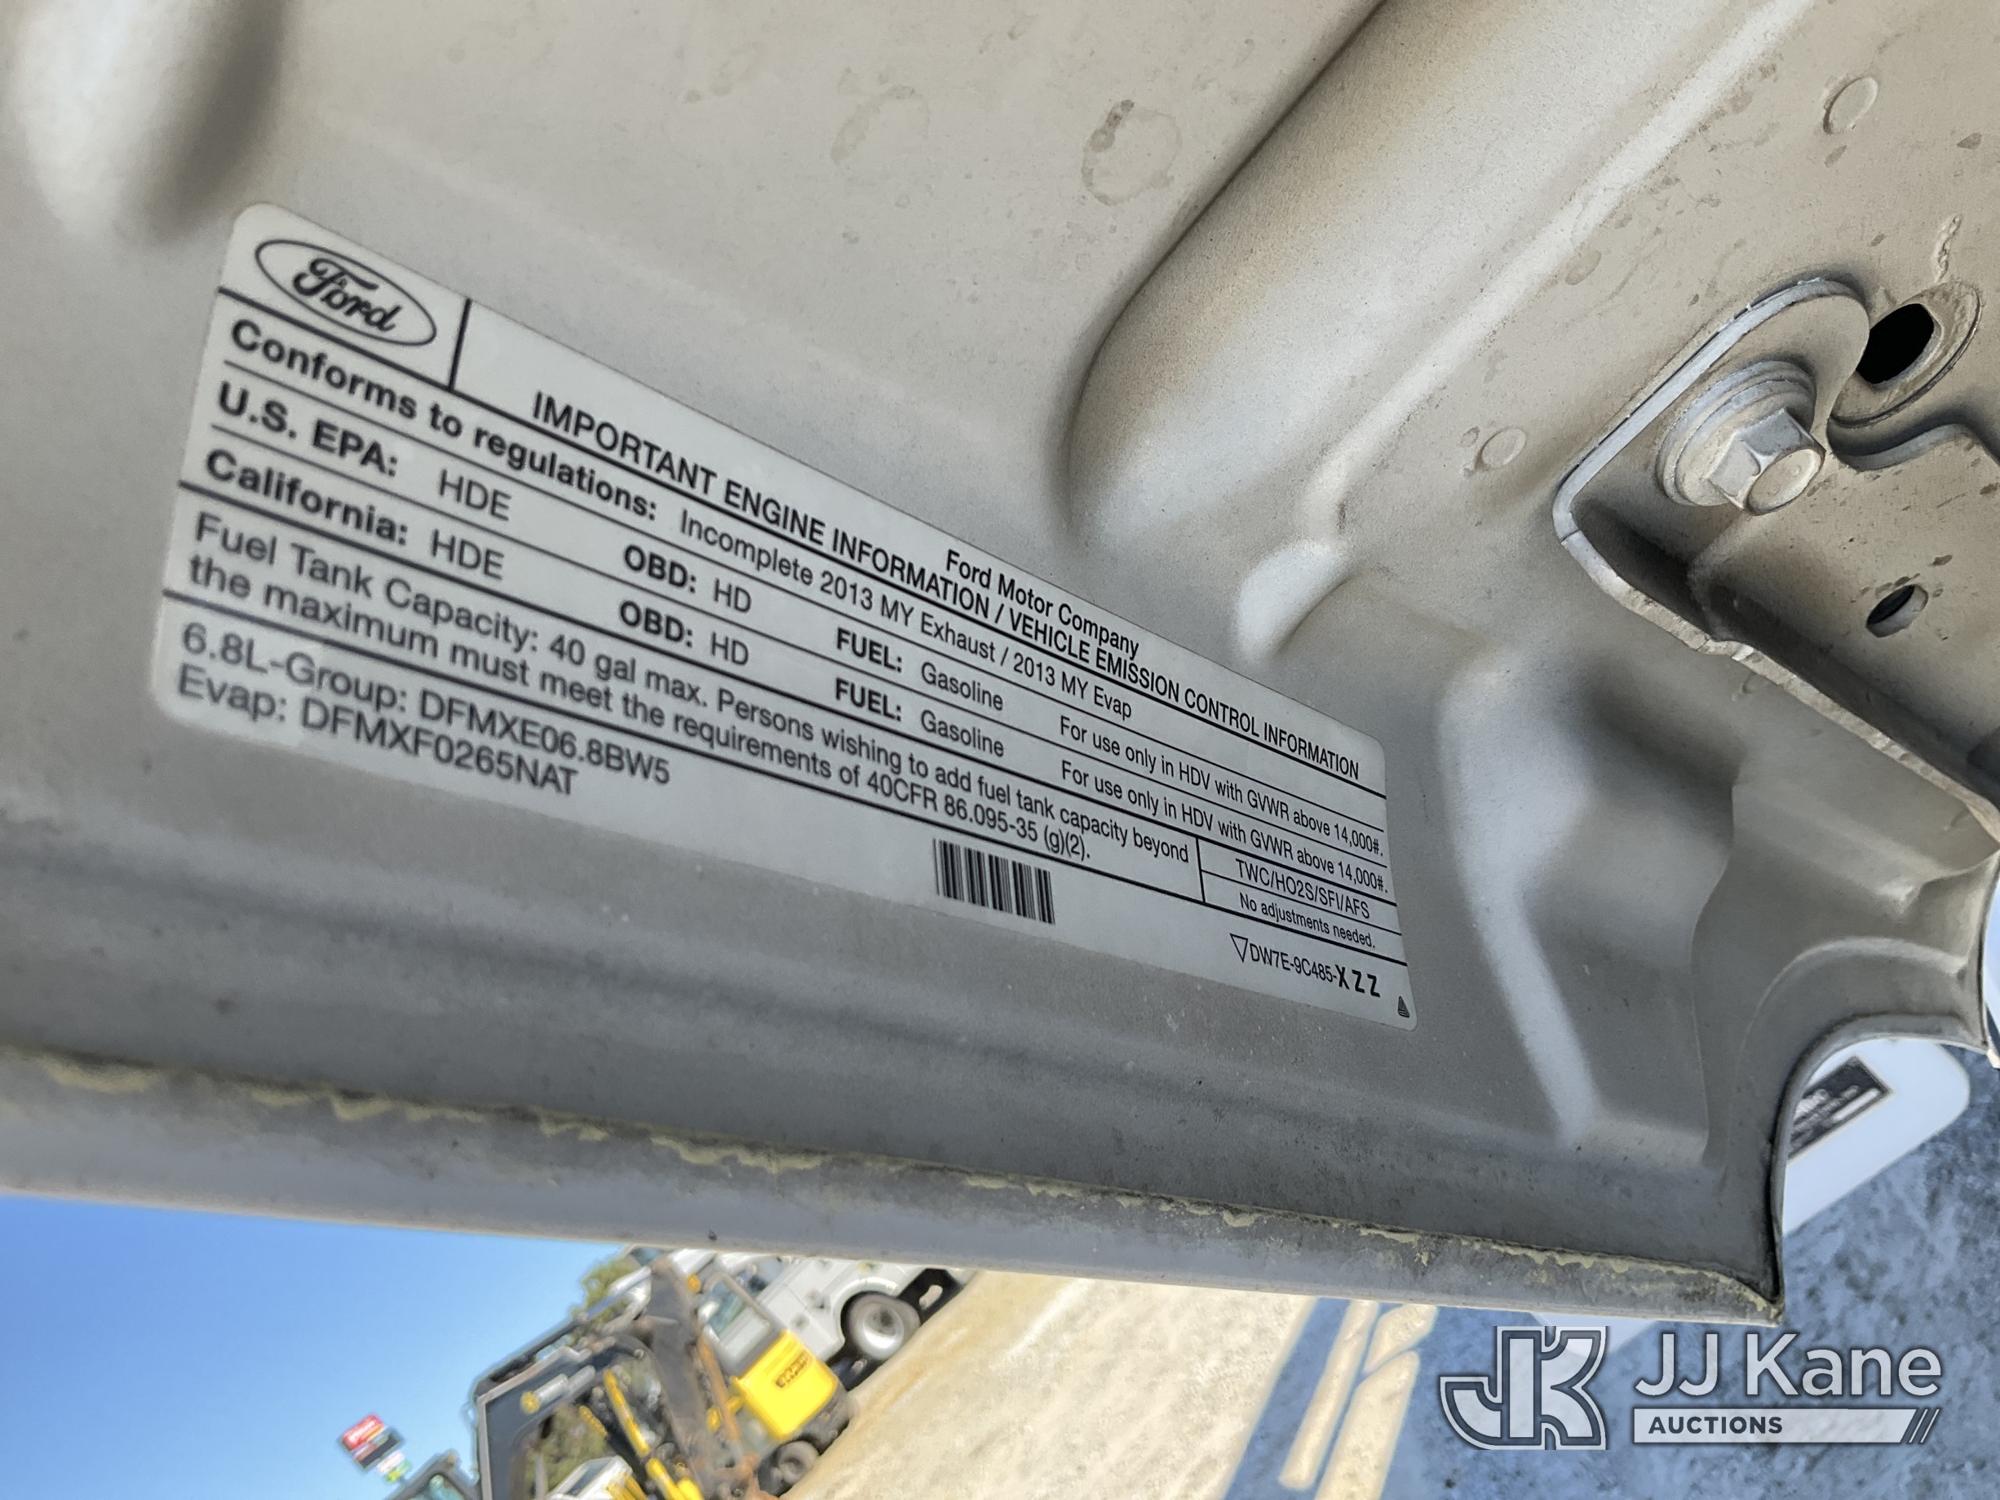 Ford
Ford Motor Company
IMPORTANT ENGINE INFORMATION / VEHICLE EMISSION CONTROL INFORMATION
Conforms to regulations: Incomplete 2013 MY Exhaust / 2013 MY Evap
U.S. EPA: HDE OBD: HD FUEL: Gasoline For use only in HDV with GVWR above 14,000#.
California: HDE OBD: HD FUEL: Gasoline For use only in HDV with GVWR above 14,000#.
Fuel Tank Capacity: 40 gal max. Persons wishing to add fuel tank capacity beyond
the maximum must meet the requirements of 40CFR 86.095-35 (g)(2).
TWC/HO2S/SFI/AFS
No adjustments needed.
6.8L-Group: DFMXE06.8BW5
Evap: DFMXF0265NAT
DW7E-9C485-XZZ
JK
JJ Kane
AUCTIONS